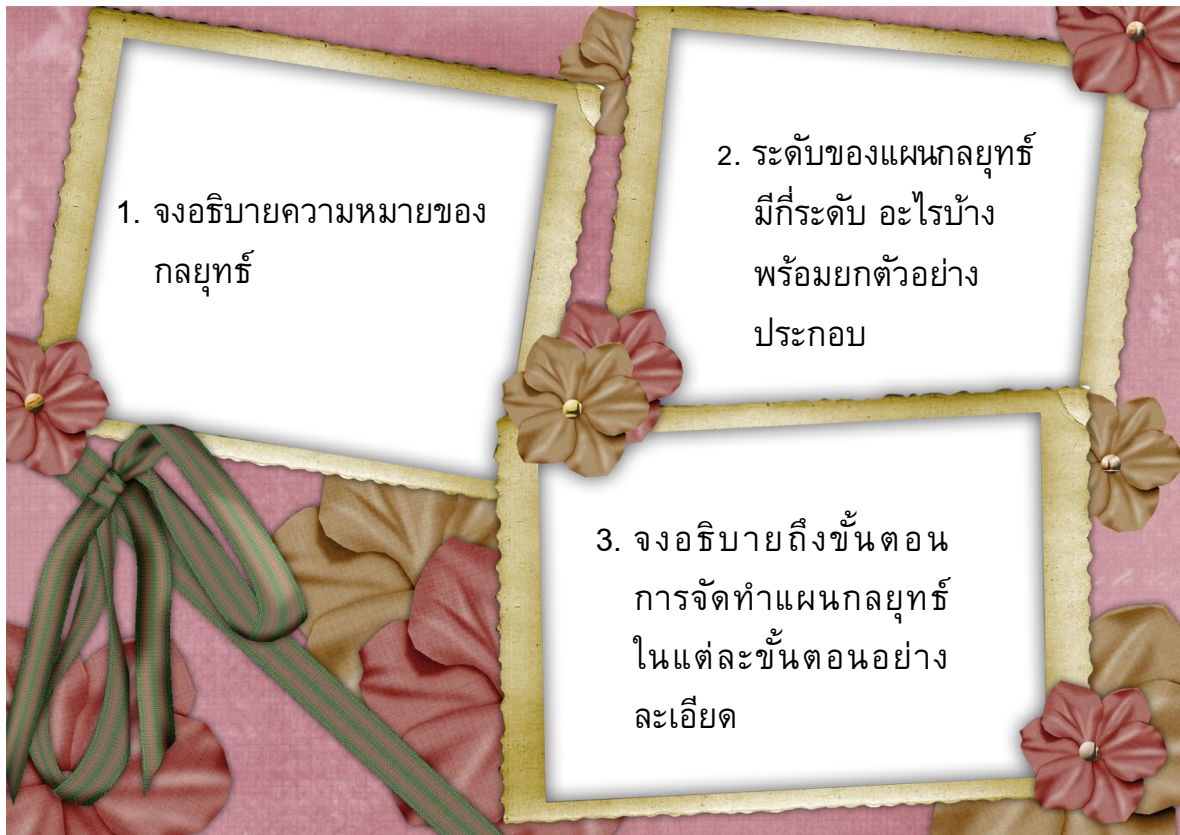 1. จงอธิบายความหมายของ
กลยุทธ์
2. ระดับของแผนกลยุทธ์
มีกี่ระดับ อะไรบ้าง
พร้อมยกตัวอย่าง
ประกอบ
3. จงอธิบายถึงขั้นตอน
การจัดทำแผนกลยุทธ์
ในแต่ละขั้นตอนอย่าง
ละเอียด